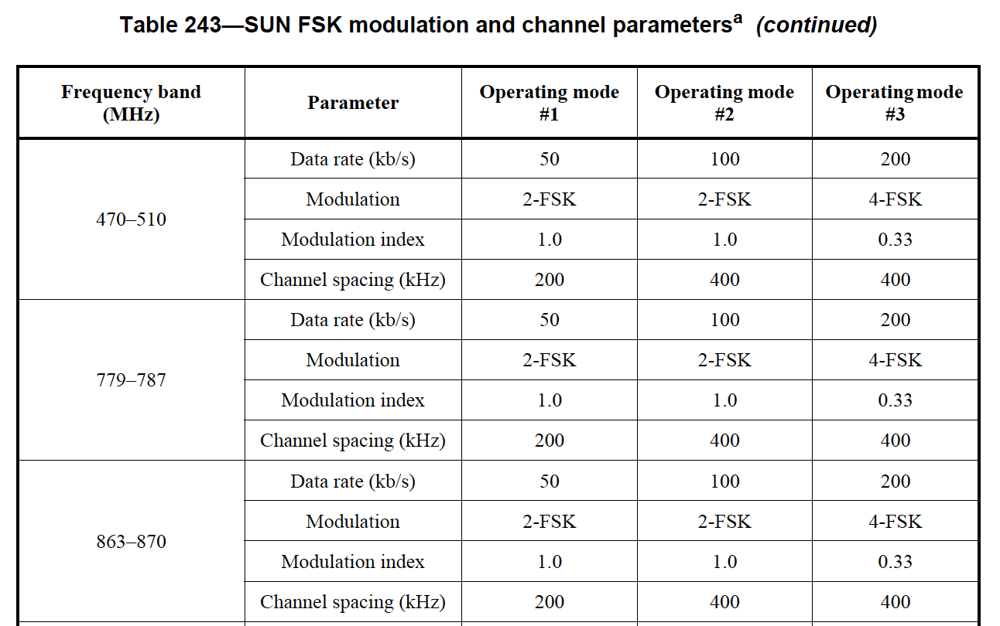 Table 243—SUN FSK modulation and channel parametersa (continued)
Frequency band (MHz) Parameter Operating mode #1 Operating mode #2 Operating mode #3
470–510
Data rate (kb/s) 50 100 200
Modulation 2-FSK 2-FSK 4-FSK
Modulation index 1.0 1.0 0.33
Channel spacing (kHz) 200 400 400
779–787
Data rate (kb/s) 50 100 200
Modulation 2-FSK 2-FSK 4-FSK
Modulation index 1.0 1.0 0.33
Channel spacing (kHz) 200 400 400
863–870
Data rate (kb/s) 50 100 200
Modulation 2-FSK 2-FSK 4-FSK
Modulation index 1.0 1.0 0.33
Channel spacing (kHz) 200 400 400